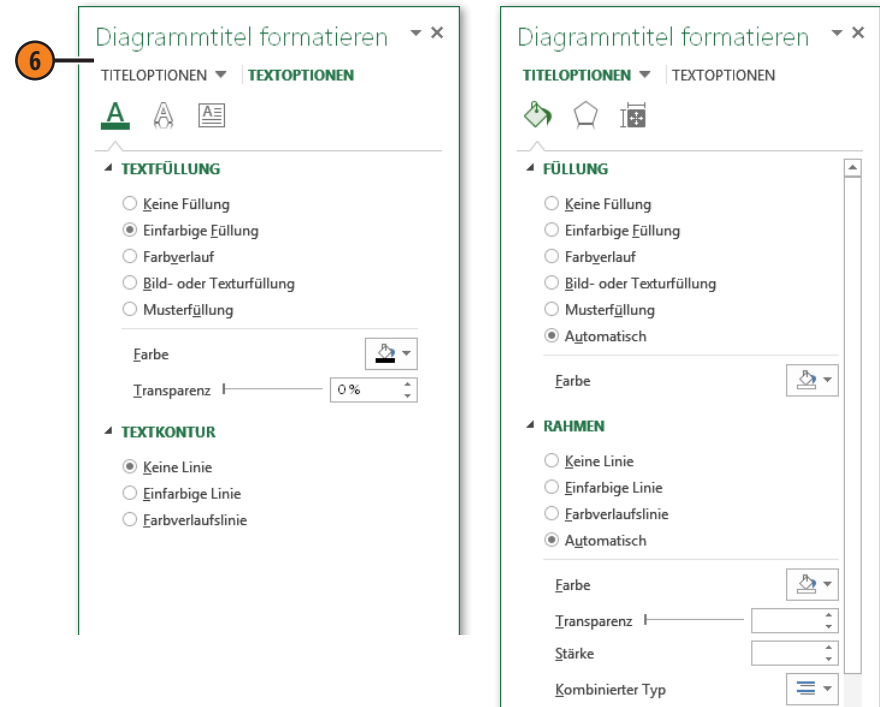 6
Diagrammtitel formatieren
TITELOPTIONEN TEXTOPTIONEN
A A A
TEXTFÜLLUNG
Keine Füllung
Einfarbige Füllung
Farbverlauf
Bild- oder Texturfüllung
Musterfüllung
Farbe
Transparenz 0 %
TEXTKONTUR
Keine Linie
Einfarbige Linie
Farbverlaufslinie
Diagrammtitel formatieren
TITELOPTIONEN TEXTOPTIONEN
FÜLLUNG
Keine Füllung
Einfarbige Füllung
Farbverlauf
Bild- oder Texturfüllung
Musterfüllung
Automatisch
Farbe
RAHMEN
Keine Linie
Einfarbige Linie
Farbverlaufslinie
Automatisch
Farbe
Transparenz
Stärke
Kombinierter Typ